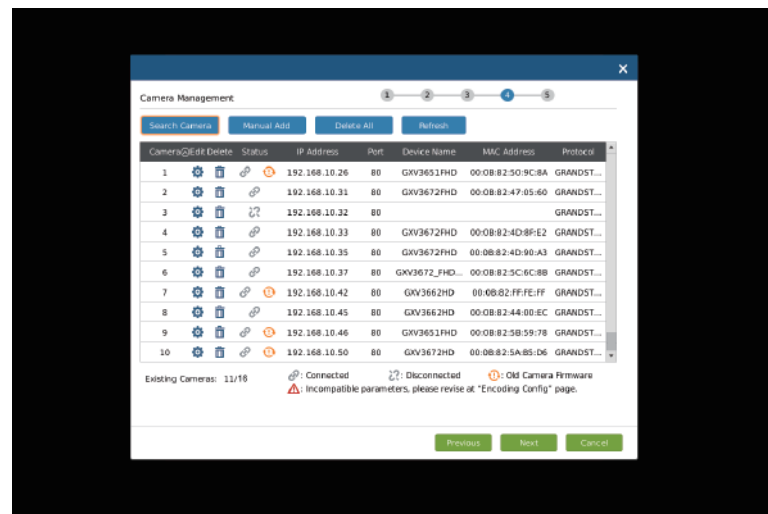 Camera Management 1 2 3 4 5
Search Camera Manual Add Delete All Refresh
Camera Edit Delete Status IP Address Port Device Name MAC Address Protocol
1 192.168.10.26 80 GXV3651FHD 00:0B:82:50:9C:8A GRANDST...
2 192.168.10.31 80 GXV3672FHD 00:0B:82:47:05:60 GRANDST...
3 192.168.10.32 80 GRANDST...
4 192.168.10.33 80 GXV3672FHD 00:0B:82:4D:8F:E2 GRANDST...
5 192.168.10.35 80 GXV3672FHD 00:0B:82:4D:90:A3 GRANDST...
6 192.168.10.37 80 GXV3672_FHD... 00:0B:82:5C:6C:8B GRANDST...
7 192.168.10.42 80 GXV3662HD 00:0B:82:FF:FE:FF GRANDST...
8 192.168.10.45 80 GXV3662HD 00:0B:82:44:00:EC GRANDST...
9 192.168.10.46 80 GXV3651FHD 00:0B:82:5B:59:78 GRANDST...
10 192.168.10.50 80 GXV3672HD 00:0B:82:5A:B5:D6 GRANDST...
Existing Cameras: 11/16 : Connected : Disconnected : Old Camera Firmware
: Incompatible parameters, please revise at "Encoding Config" page.
Previous Next Cancel